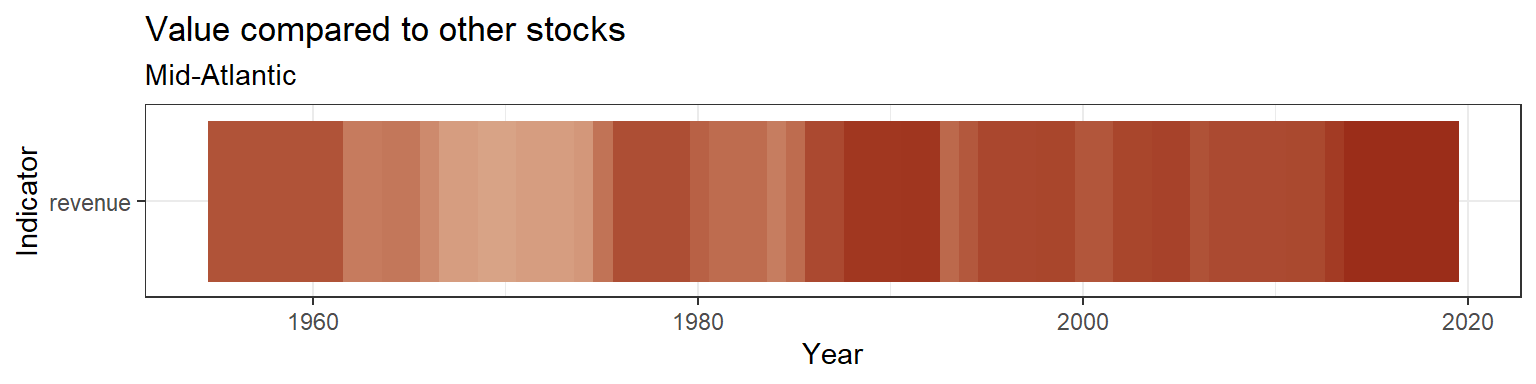 Value compared to other stocks
Mid-Atlantic
Indicator
revenue
1960 1980 2000 2020
Year